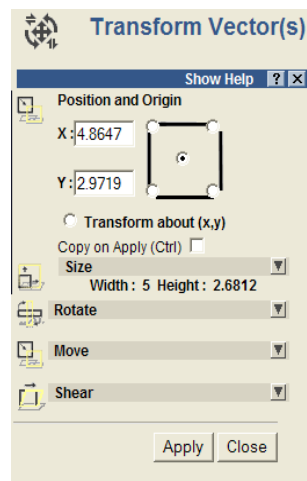 Transform Vector(s)
Show Help ? X
Position and Origin
X: 4.8647
Y: 2.9719
Transform about (x,y)
Copy on Apply (Ctrl)
Size
Width : 5 Height : 2.6812
Rotate
Move
Shear
Apply Close